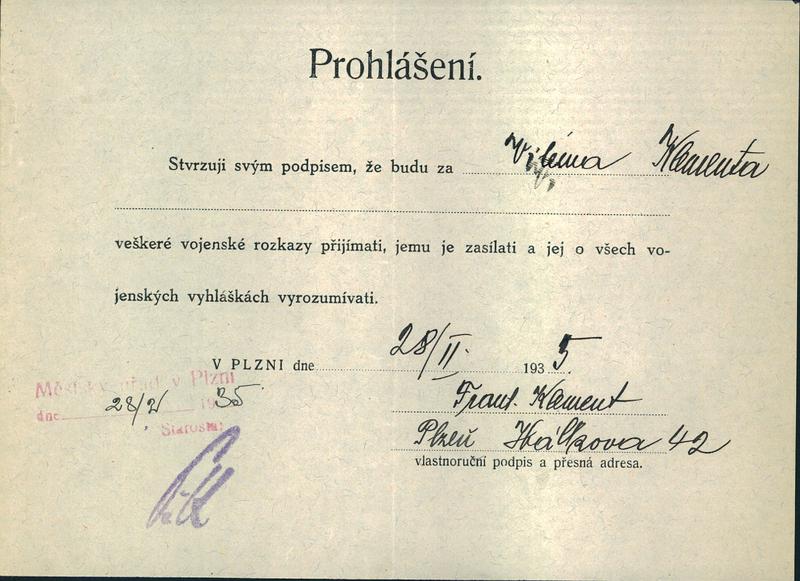 Prohlášení.
Stvrzuji svým podpisem, že budu za Viléma Kamenta
veškeré vojenské rozkazy přijímati, jemu je zasílati a jej o všech vo-
jenských vyhláškách vyrozumívati.
V PLZNI dne 28/II. 1935.
Městský úřad v Plzni
dne 28/2 1935
Starosta:
Frant. Kament
Plzeň Hálkova 42
vlastnoruční podpis a přesná adresa.